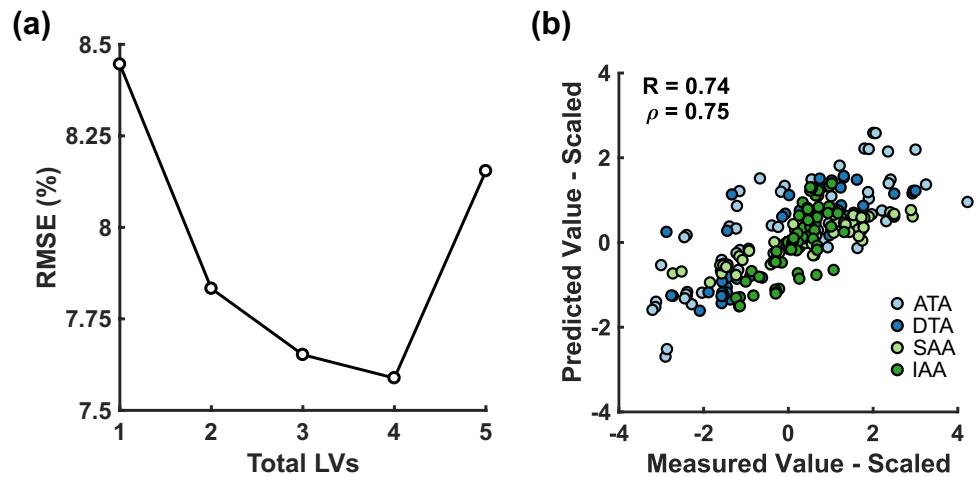 (a)
8.5
8.25
8
7.75
7.5
RMSE (%)
1 2 3 4 5
Total LVs
(b)
R = 0.74
ρ = 0.75
4
2
0
-2
-4
Predicted Value - Scaled
ATA
DTA
SAA
IAA
-4 -2 0 2 4
Measured Value - Scaled